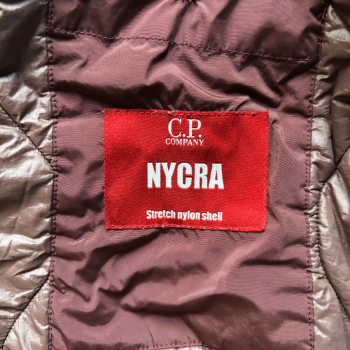 C.P.
COMPANY
NYCRA
Stretch nylon shell